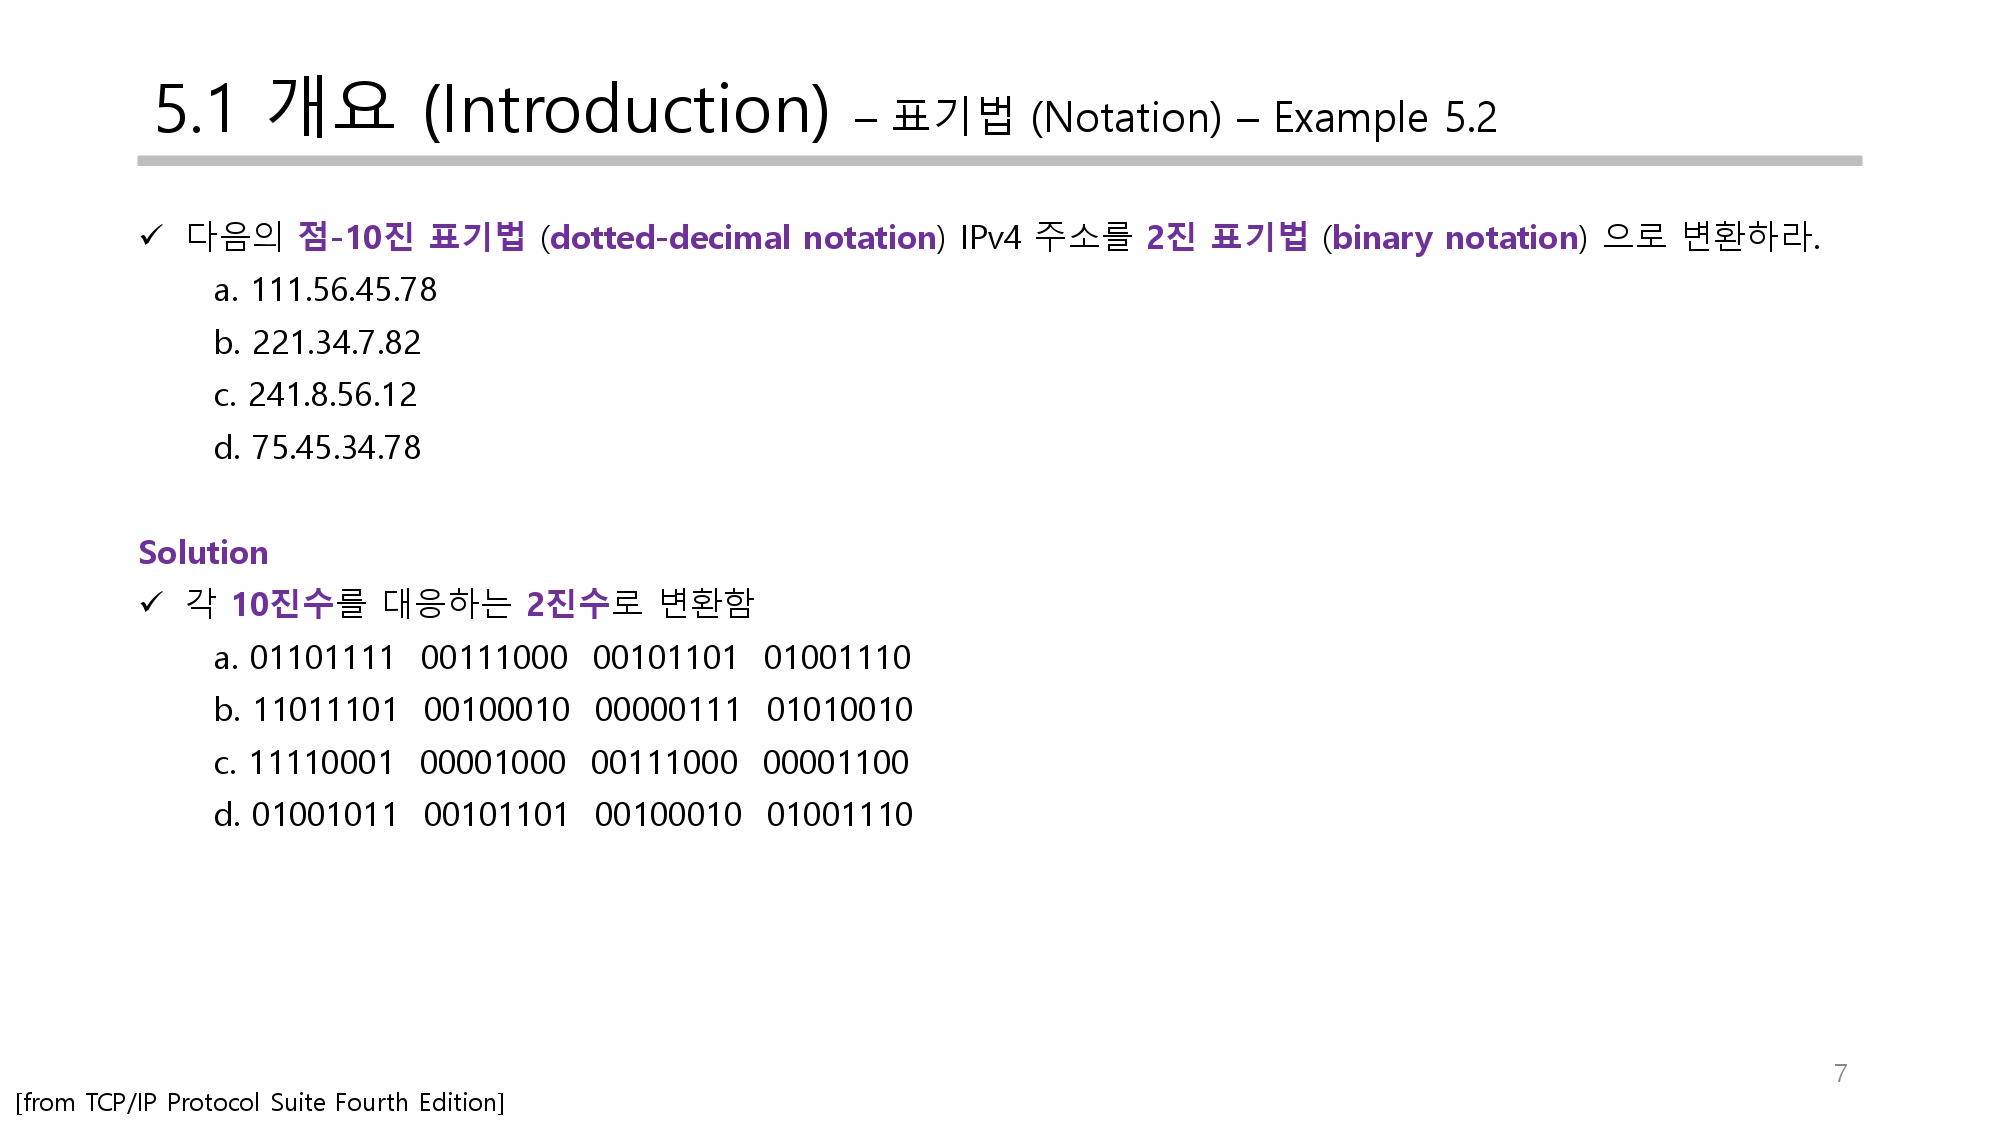 5.1 개요 (Introduction) – 표기법 (Notation) – Example 5.2
✓ 다음의 점-10진 표기법 (dotted-decimal notation) IPv4 주소를 2진 표기법 (binary notation) 으로 변환하라.
a. 111.56.45.78
b. 221.34.7.82
c. 241.8.56.12
d. 75.45.34.78
Solution
✓ 각 10진수를 대응하는 2진수로 변환함
a. 01101111 00111000 00101101 01001110
b. 11011101 00100010 00000111 01010010
c. 11110001 00001000 00111000 00001100
d. 01001011 00101101 00100010 01001110
7
[from TCP/IP Protocol Suite Fourth Edition]